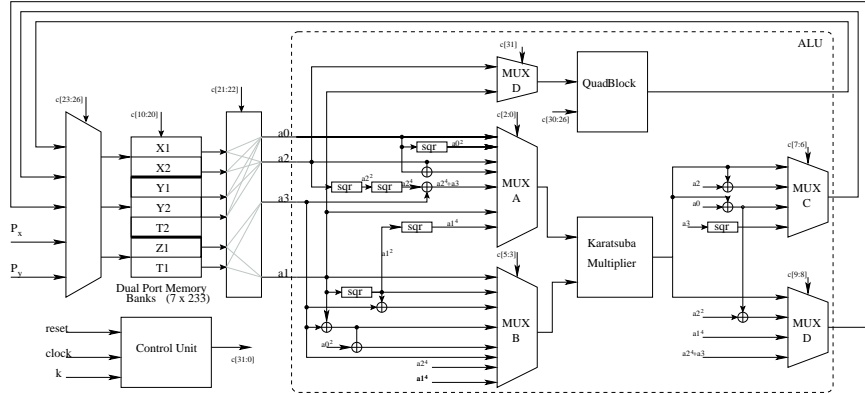 ALU
c[31]
MUX
D
QuadBlock
c[30:26]
c[23:26]
c[10:20]
c[21:22]
X1
X2
Y1
Y2
T2
Z1
T1
Dual Port Memory
Banks (7 x 233)
P_x
P_y
a0
a2
a3
a1
c[2:0]
sqr
a0²
a2²
sqr
sqr
a2⁴
a2⁴+a3
MUX
A
sqr
a1⁴
a1²
c[5:3]
sqr
a0²
a2⁴
a1⁴
MUX
B
Karatsuba
Multiplier
c[7:6]
a2
a0
a3
sqr
MUX
C
c[9:8]
a2²
a1⁴
a2⁴+a3
MUX
D
reset
clock
k
Control Unit
c[31:0]